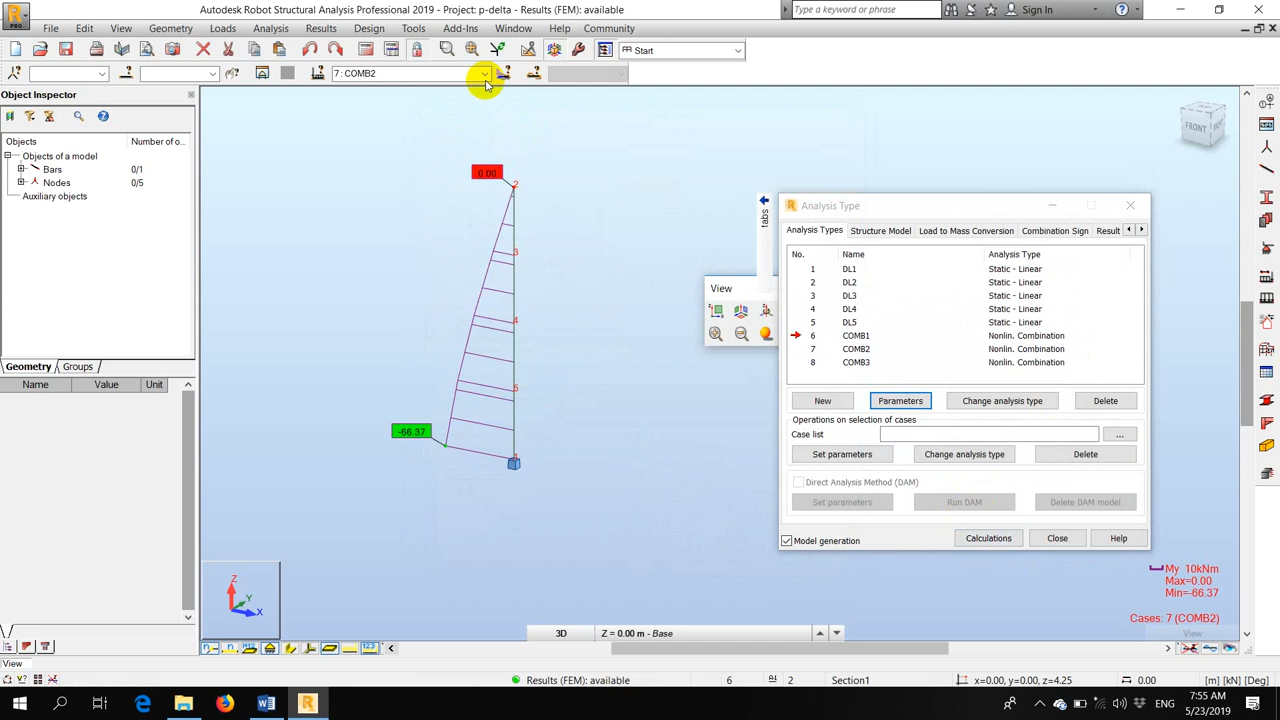 PRO
Autodesk Robot Structural Analysis Professional 2019 - Project: p-delta - Results (FEM): available
Type a keyword or phrase
Sign In
File Edit View Geometry Loads Analysis Results Design Tools Add-Ins Window Help Community
Start
7 : COMB2
Object Inspector
Objects Number of o...
Objects of a model
Bars 0/1
Nodes 0/5
Auxiliary objects
Geometry Groups
Name Value Unit
0.00
2
3
4
5
-66.37
FRONT
tabs
View
Analysis Type
Analysis Types Structure Model Load to Mass Conversion Combination Sign Result
No. Name Analysis Type
1 DL1 Static - Linear
2 DL2 Static - Linear
3 DL3 Static - Linear
4 DL4 Static - Linear
5 DL5 Static - Linear
6 COMB1 Nonlin. Combination
7 COMB2 Nonlin. Combination
8 COMB3 Nonlin. Combination
New Parameters Change analysis type Delete
Operations on selection of cases
Case list ...
Set parameters Change analysis type Delete
Direct Analysis Method (DAM)
Set parameters Run DAM Delete DAM model
Model generation Calculations Close Help
My 10kNm
Max=0.00
Min=-66.37
Cases: 7 (COMB2)
View
Z
Y
X
3D Z = 0.00 m - Base
View
Results (FEM): available 6 2 Section1 x=0.00, y=0.00, z=4.25 0.00 [m] [kN] [Deg]
ENG
7:55 AM
5/23/2019